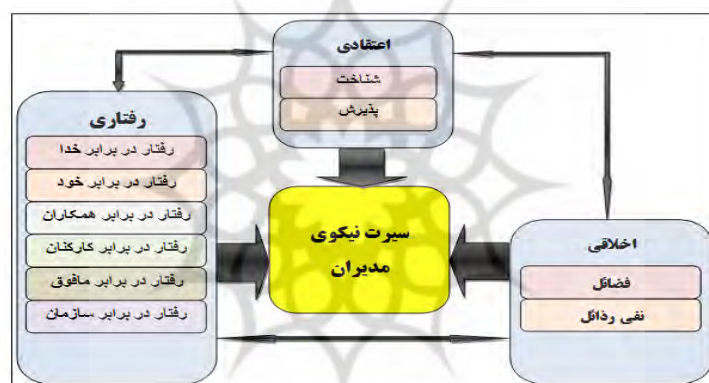 اعتقادی
شناخت
پذیرش
رفتاری
رفتار در برابر خدا
رفتار در برابر خود
رفتار در برابر همکاران
رفتار در برابر کارکنان
رفتار در برابر مافوق
رفتار در برابر سازمان
سیرت نیکوی
مدیران
اخلاقی
فضائل
نفی رذائل